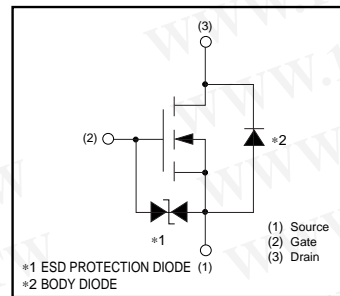 (3)
(2)
*2
*1
(1) Source
(2) Gate
(3) Drain
*1 ESD PROTECTION DIODE (1)
*2 BODY DIODE